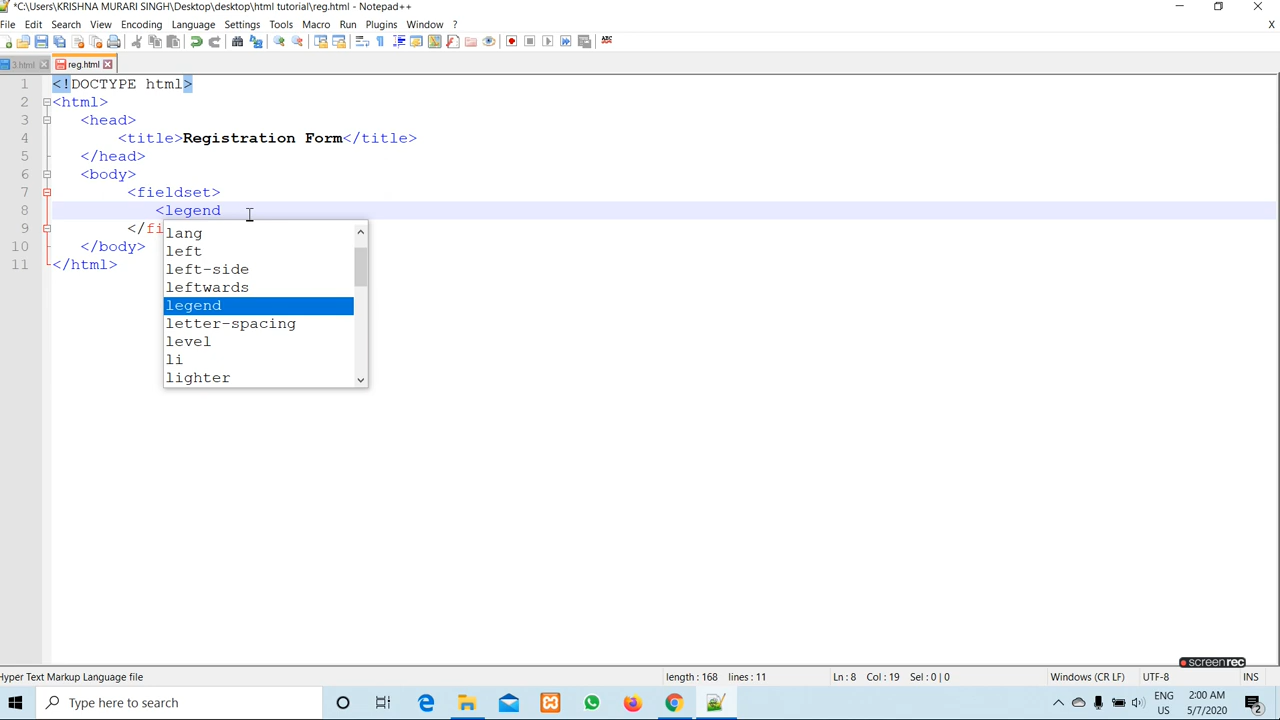 *C:\Users\KRISHNA MURARI SINGH\Desktop\desktop\html tutorial\reg.html - Notepad++
File Edit Search View Encoding Language Settings Tools Macro Run Plugins Window ? X
3.html reg.html
1 <!DOCTYPE html>
2 <html>
3 <head>
4 <title>Registration Form</title>
5 </head>
6 <body>
7 <fieldset>
8 <legend
9 </fi
10 </body>
11 </html>
lang
left
left-side
leftwards
legend
letter-spacing
level
li
lighter
screenrec
Hyper Text Markup Language file length : 168 lines : 11 Ln : 8 Col : 19 Sel : 0 | 0 Windows (CR LF) UTF-8 INS
Type here to search
ENG
US
2:00 AM
5/7/2020
2